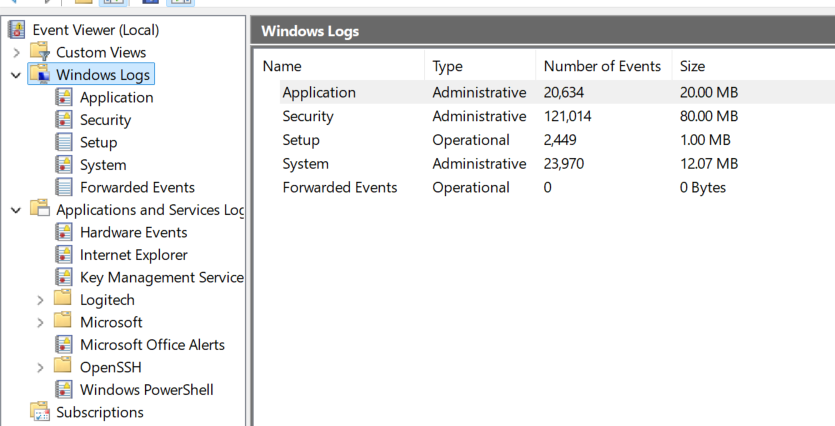 Event Viewer (Local)
Custom Views
Windows Logs
Application
Security
Setup
System
Forwarded Events
Applications and Services Log
Hardware Events
Internet Explorer
Key Management Service
Logitech
Microsoft
Microsoft Office Alerts
OpenSSH
Windows PowerShell
Subscriptions
Windows Logs
Name Type Number of Events Size
Application Administrative 20,634 20.00 MB
Security Administrative 121,014 80.00 MB
Setup Operational 2,449 1.00 MB
System Administrative 23,970 12.07 MB
Forwarded Events Operational 0 0 Bytes